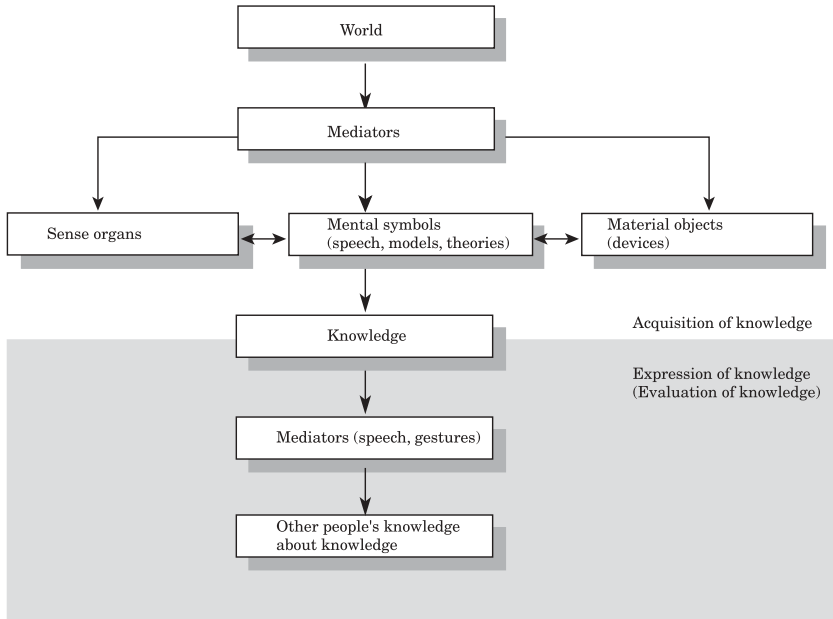 World
Mediators
Sense organs
Mental symbols
(speech, models, theories)
Material objects
(devices)
Knowledge
Acquisition of knowledge
Expression of knowledge
(Evaluation of knowledge)
Mediators (speech, gestures)
Other people's knowledge
about knowledge